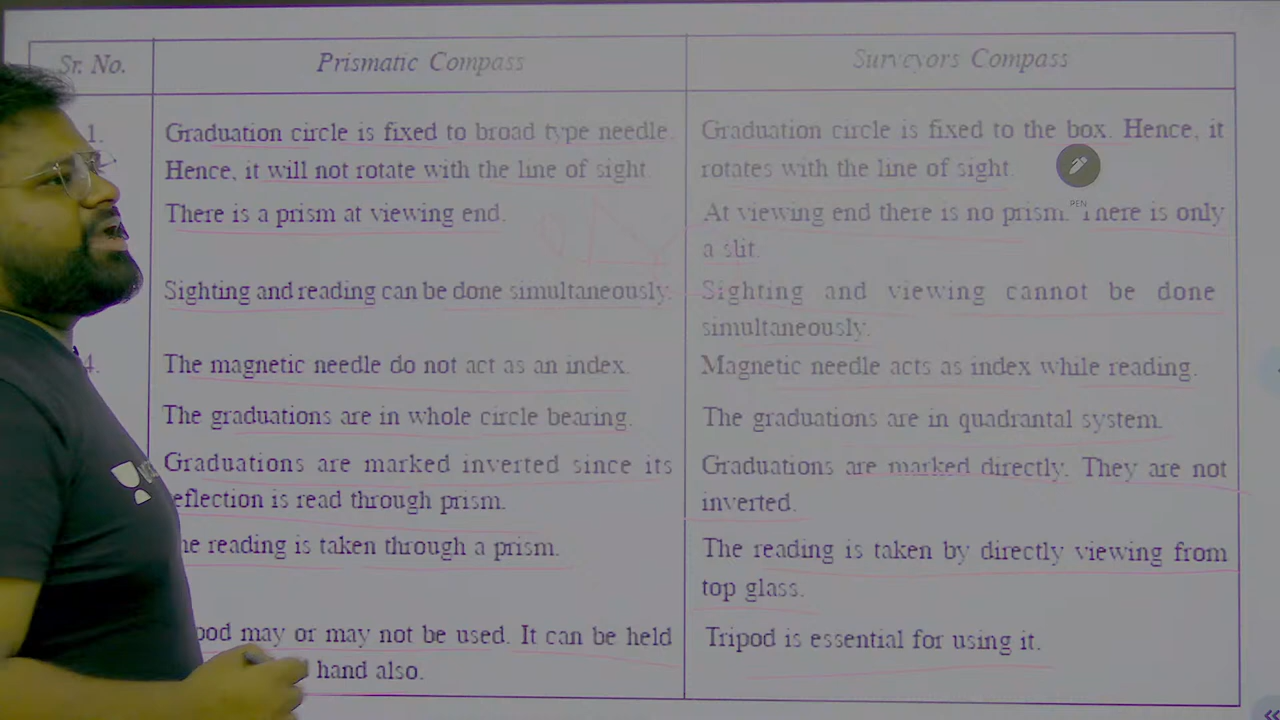 Sr. No. Prismatic Compass Surveyors Compass
1. Graduation circle is fixed to broad type needle. Graduation circle is fixed to the box. Hence, it
Hence, it will not rotate with the line of sight. rotates with the line of sight.
PEN
There is a prism at viewing end. At viewing end there is no prism. There is only
a slit.
Sighting and reading can be done simultaneously. Sighting and viewing cannot be done
simultaneously.
4. The magnetic needle do not act as an index. Magnetic needle acts as index while reading.
The graduations are in whole circle bearing. The graduations are in quadrantal system.
Graduations are marked inverted since its Graduations are marked directly. They are not
eflection is read through prism. inverted.
he reading is taken through a prism. The reading is taken by directly viewing from
top glass.
pod may or may not be used. It can be held Tripod is essential for using it.
hand also.